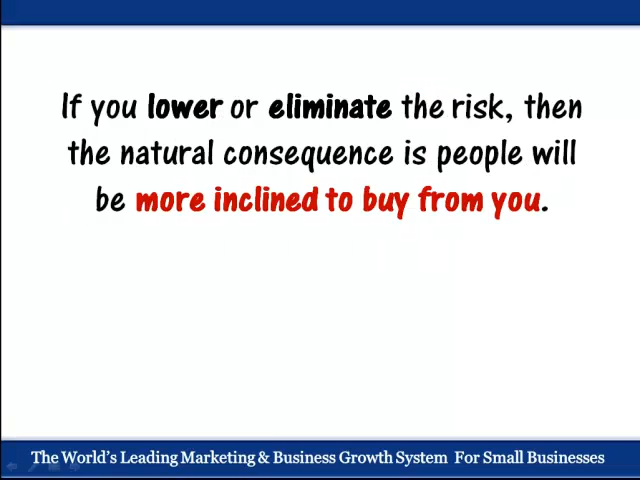 If you lower or eliminate the risk, then
the natural consequence is people will
be more inclined to buy from you.
The World's Leading Marketing & Business Growth System For Small Businesses